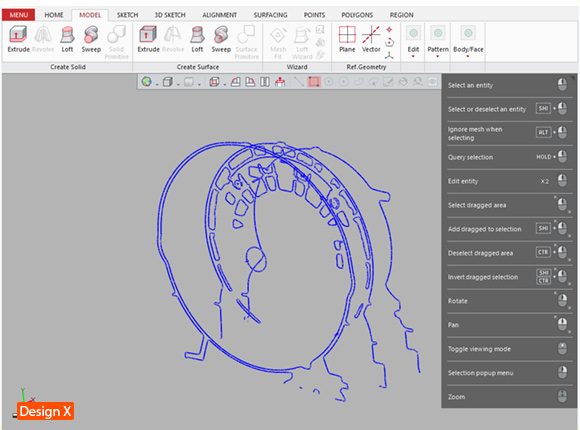 MENU HOME MODEL SKETCH 3D SKETCH ALIGNMENT SURFACING POINTS POLYGONS REGION
Extrude Revolve Loft Sweep Solid Primitive
Extrude Revolve Loft Sweep Surface Primitive
Mesh Fit Loft Wizard
Plane Vector
Edit Pattern Body/Face
Create Solid Create Surface Wizard Ref.Geometry
Select an entity
Select or deselect an entity SHI +
Ignore mesh when
selecting ALT +
Query selection HOLD +
Edit entity X2
Select dragged area
Add dragged to selection SHI +
Deselect dragged area CTR +
Invert dragged selection SHI CTR +
Rotate
Pan
Toggle viewing mode
Selection popup menu
Zoom
Y
X
Design X